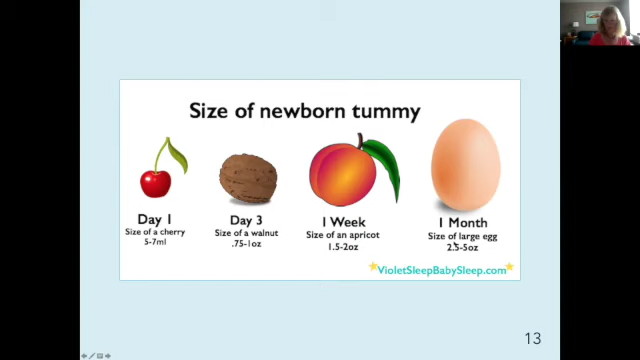 Size of newborn tummy
Day 1
Size of a cherry
5-7ml
Day 3
Size of a walnut
.75-1oz
1 Week
Size of an apricot
1.5-2oz
1 Month
Size of large egg
2.5-5oz
VioletSleepBabySleep.com
13